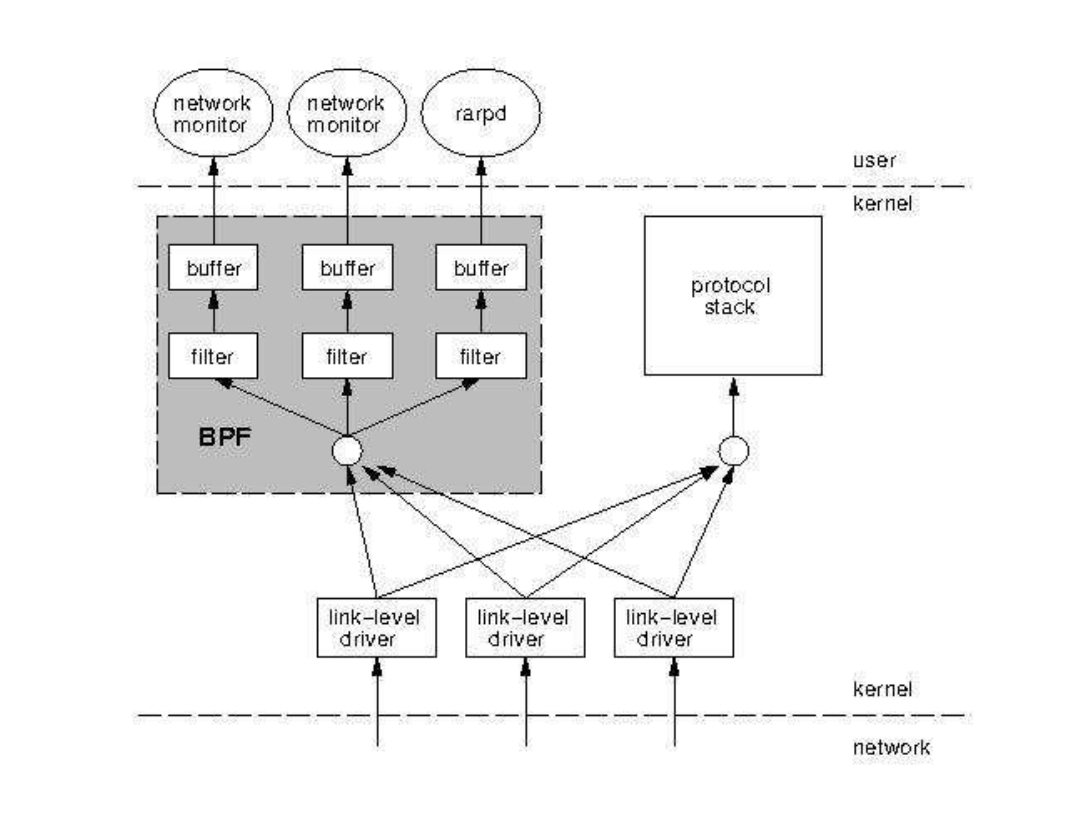 network
monitor
network
monitor
rarpd
user
kernel
buffer
buffer
buffer
protocol
stack
filter
filter
filter
BPF
link-level
driver
link-level
driver
link-level
driver
kernel
network